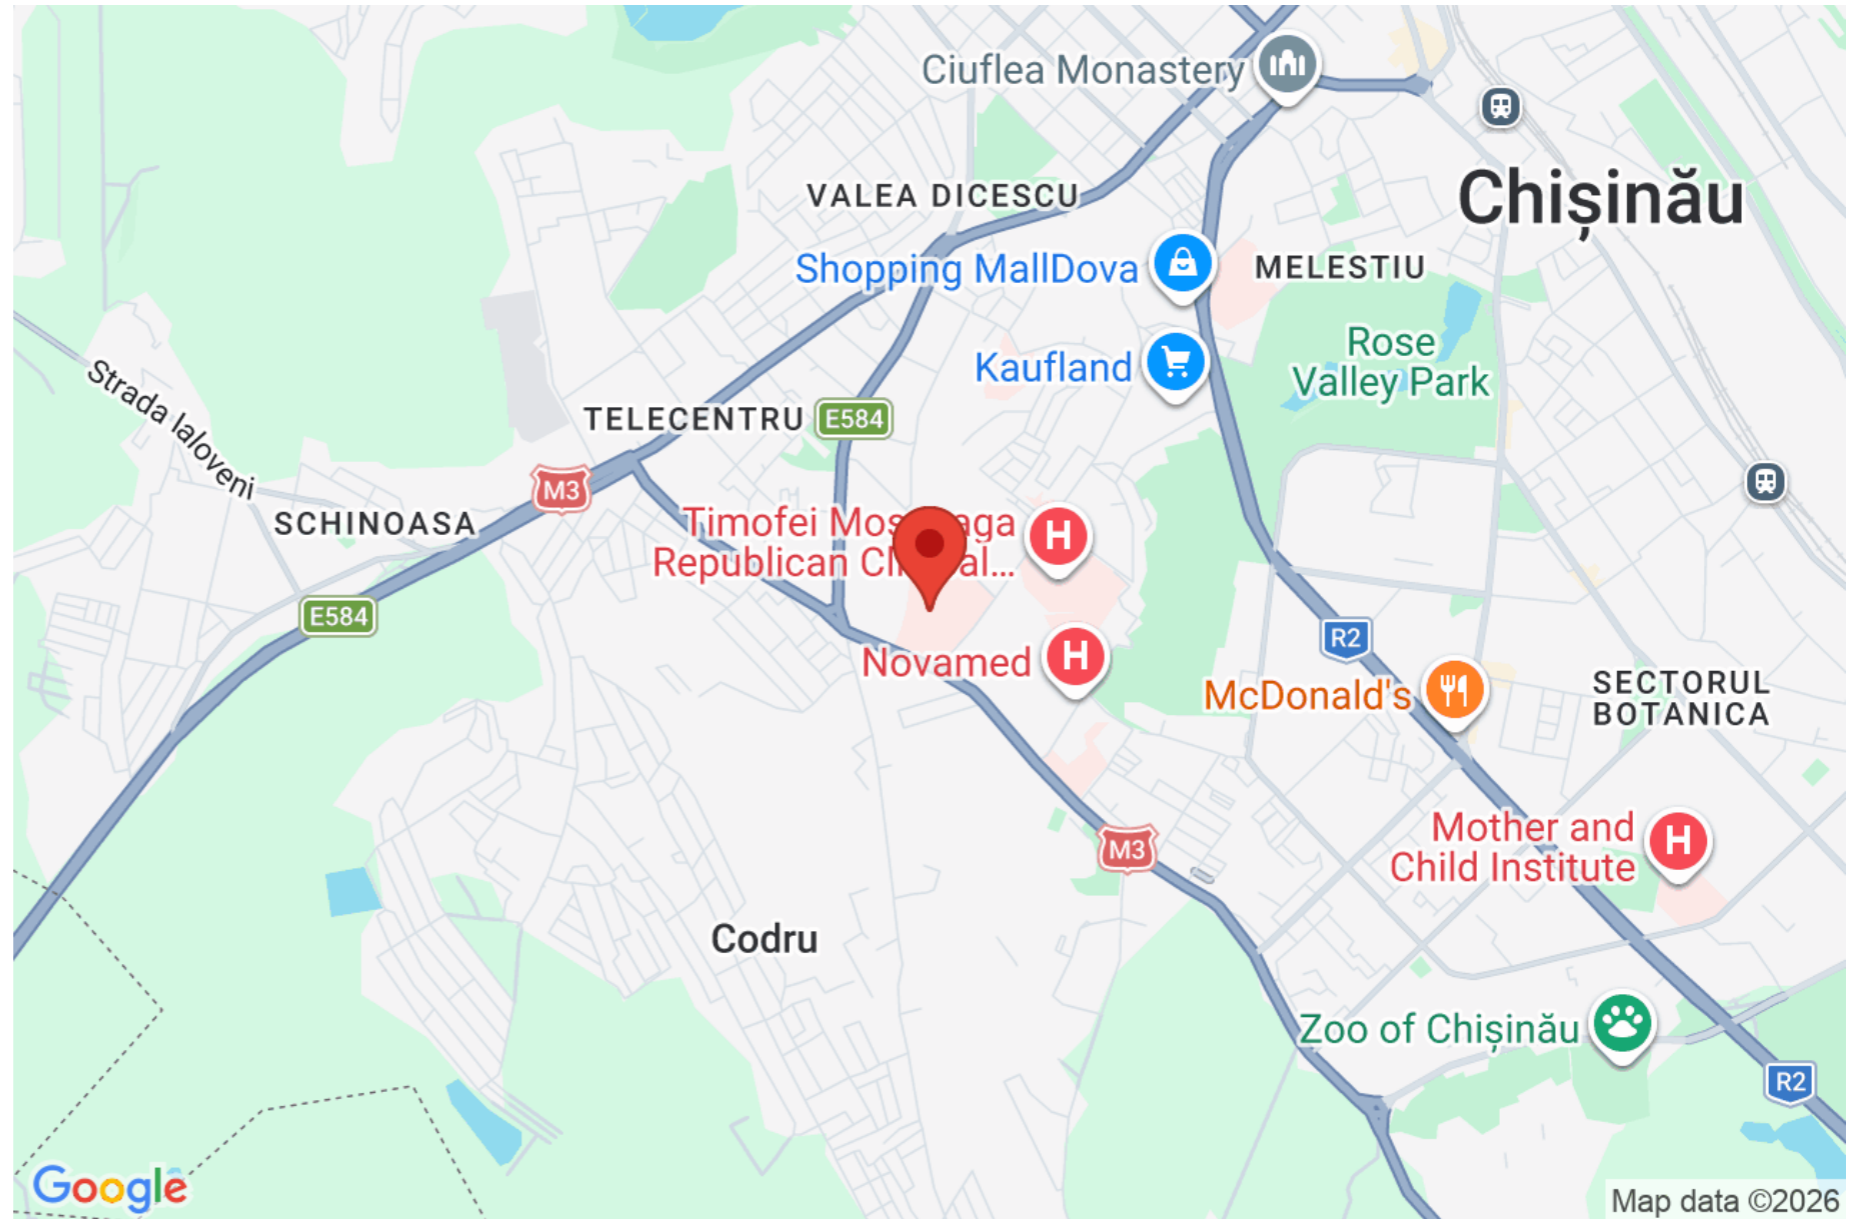 Ciuflea Monastery
Chișinău
VALEA DICESCU
Shopping MallDova
MELESTIU
Rose
Valley Park
Kaufland
Strada Ialoveni
TELECENTRU
E584
M3
SCHINOASA
Timofei Mos
aga
Republican Cl
al...
H
E584
R2
Novamed
H
McDonald's
SECTORUL
BOTANICA
M3
Mother and
Child Institute
H
Codru
Zoo of Chișinău
R2
Google
Map data ©2026